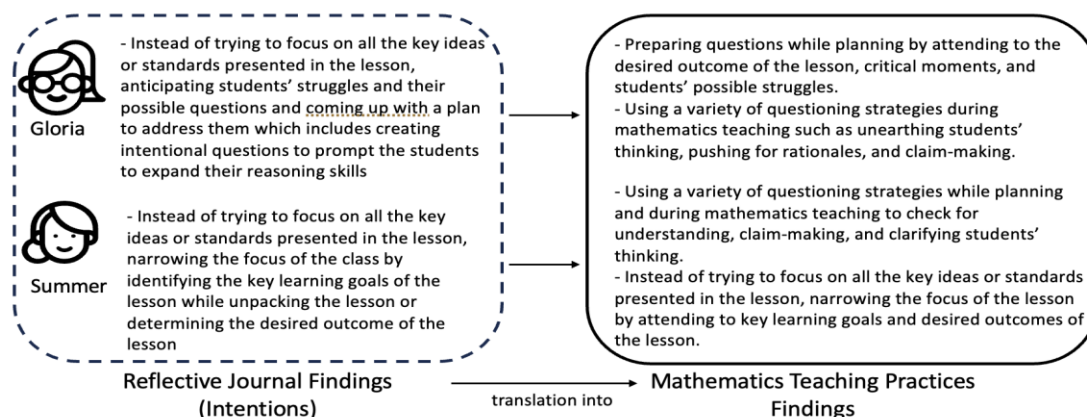 - Instead of trying to focus on all the key ideas
or standards presented in the lesson,
anticipating students' struggles and their
possible questions and coming up with a plan
to address them which includes creating
intentional questions to prompt the students
to expand their reasoning skills
Gloria
- Instead of trying to focus on all the key
ideas or standards presented in the lesson,
narrowing the focus of the class by
identifying the key learning goals of the
lesson while unpacking the lesson or
determining the desired outcome of the
lesson
Summer
- Preparing questions while planning by attending to the
desired outcome of the lesson, critical moments, and
students' possible struggles.
- Using a variety of questioning strategies during
mathematics teaching such as unearthing students'
thinking, pushing for rationales, and claim-making.
- Using a variety of questioning strategies while planning
and during mathematics teaching to check for
understanding, claim-making, and clarifying students'
thinking.
- Instead of trying to focus on all the key ideas or standards
presented in the lesson, narrowing the focus of the lesson
by attending to key learning goals and desired outcomes of
the lesson.
Reflective Journal Findings
(Intentions)
translation into
Mathematics Teaching Practices
Findings